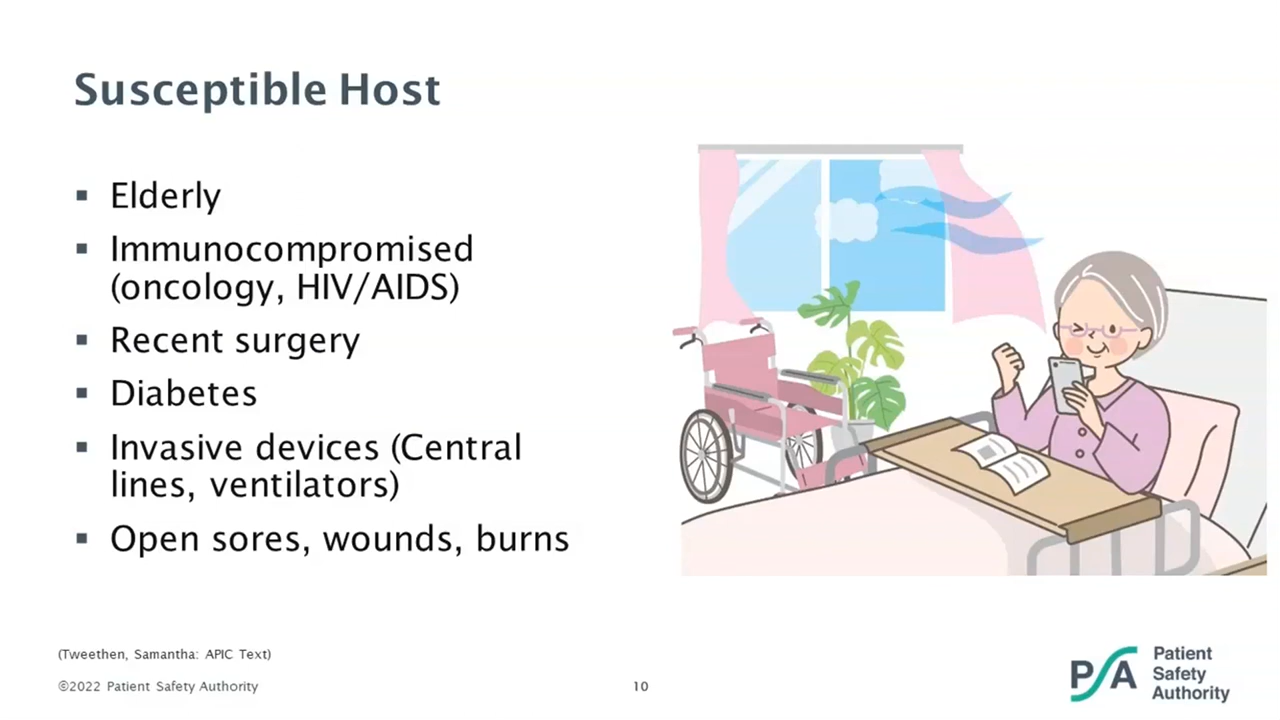 Susceptible Host
▪ Elderly
▪ Immunocompromised
(oncology, HIV/AIDS)
▪ Recent surgery
▪ Diabetes
▪ Invasive devices (Central
lines, ventilators)
▪ Open sores, wounds, burns
(Tweethen, Samantha: APIC Text)
©2022 Patient Safety Authority
10
PSA
Patient
Safety
Authority